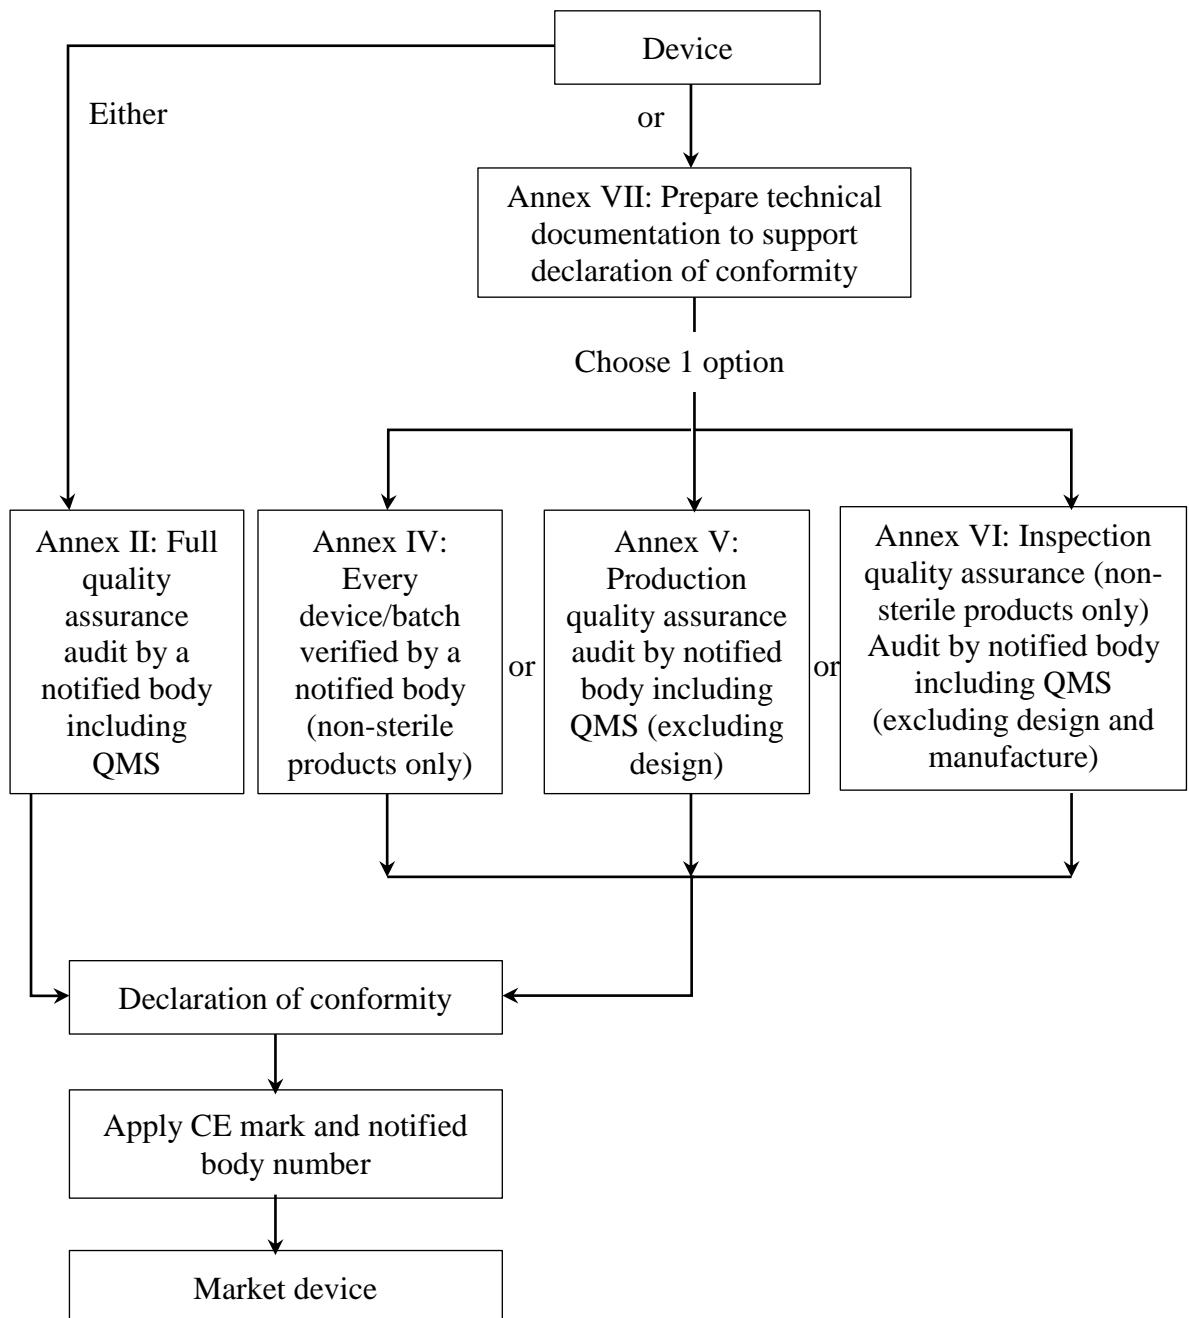 Device
Either
or
Annex VII: Prepare technical
documentation to support
declaration of conformity
Choose 1 option
Annex II: Full
quality
assurance
audit by a
notified body
including
QMS
Annex IV:
Every
device/batch
verified by a
notified body
(non-sterile
products only)
or
Annex V:
Production
quality assurance
audit by notified
body including
QMS (excluding
design)
or
Annex VI: Inspection
quality assurance (non-
sterile products only)
Audit by notified body
including QMS
(excluding design and
manufacture)
Declaration of conformity
Apply CE mark and notified
body number
Market device